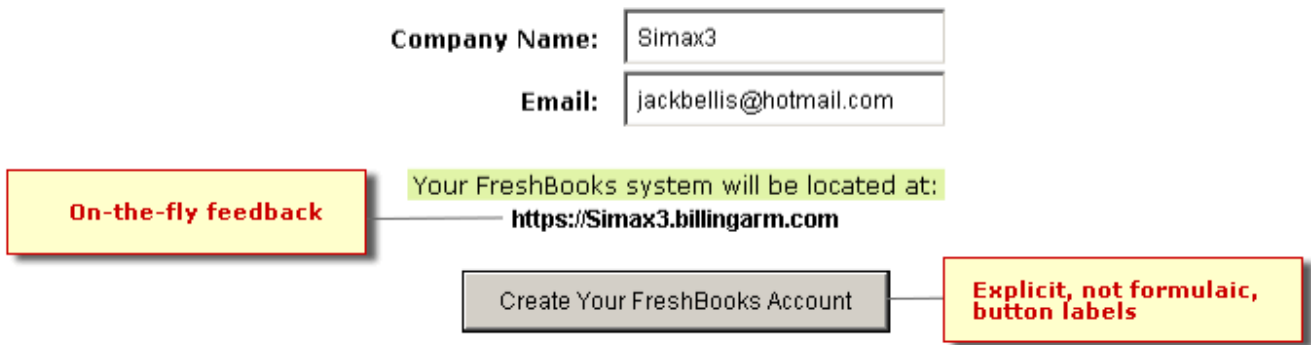 Company Name: Simax3
Email: jackbellis@hotmail.com
Your FreshBooks system will be located at:
On-the-fly feedback
https://Simax3.billingarm.com
Create Your FreshBooks Account
Explicit, not formulaic,
button labels